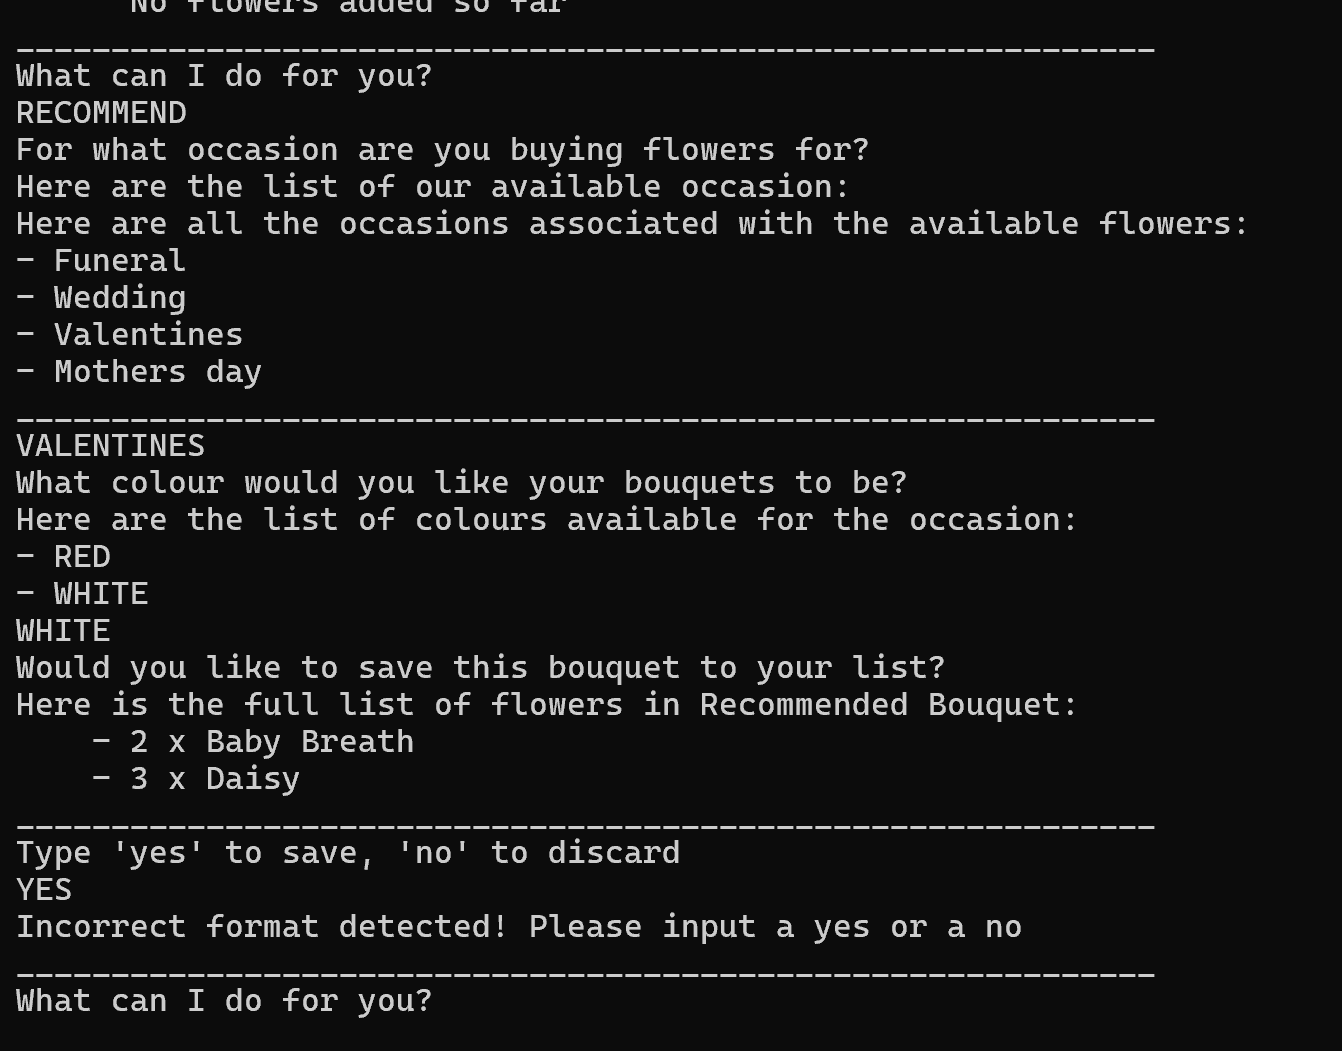 No flowers added so far
____________________________________________________________
What can I do for you?
RECOMMEND
For what occasion are you buying flowers for?
Here are the list of our available occasion:
Here are all the occasions associated with the available flowers:
- Funeral
- Wedding
- Valentines
- Mothers day
____________________________________________________________
VALENTINES
What colour would you like your bouquets to be?
Here are the list of colours available for the occasion:
- RED
- WHITE
WHITE
Would you like to save this bouquet to your list?
Here is the full list of flowers in Recommended Bouquet:
    - 2 x Baby Breath
    - 3 x Daisy
____________________________________________________________
Type 'yes' to save, 'no' to discard
YES
Incorrect format detected! Please input a yes or a no
____________________________________________________________
What can I do for you?